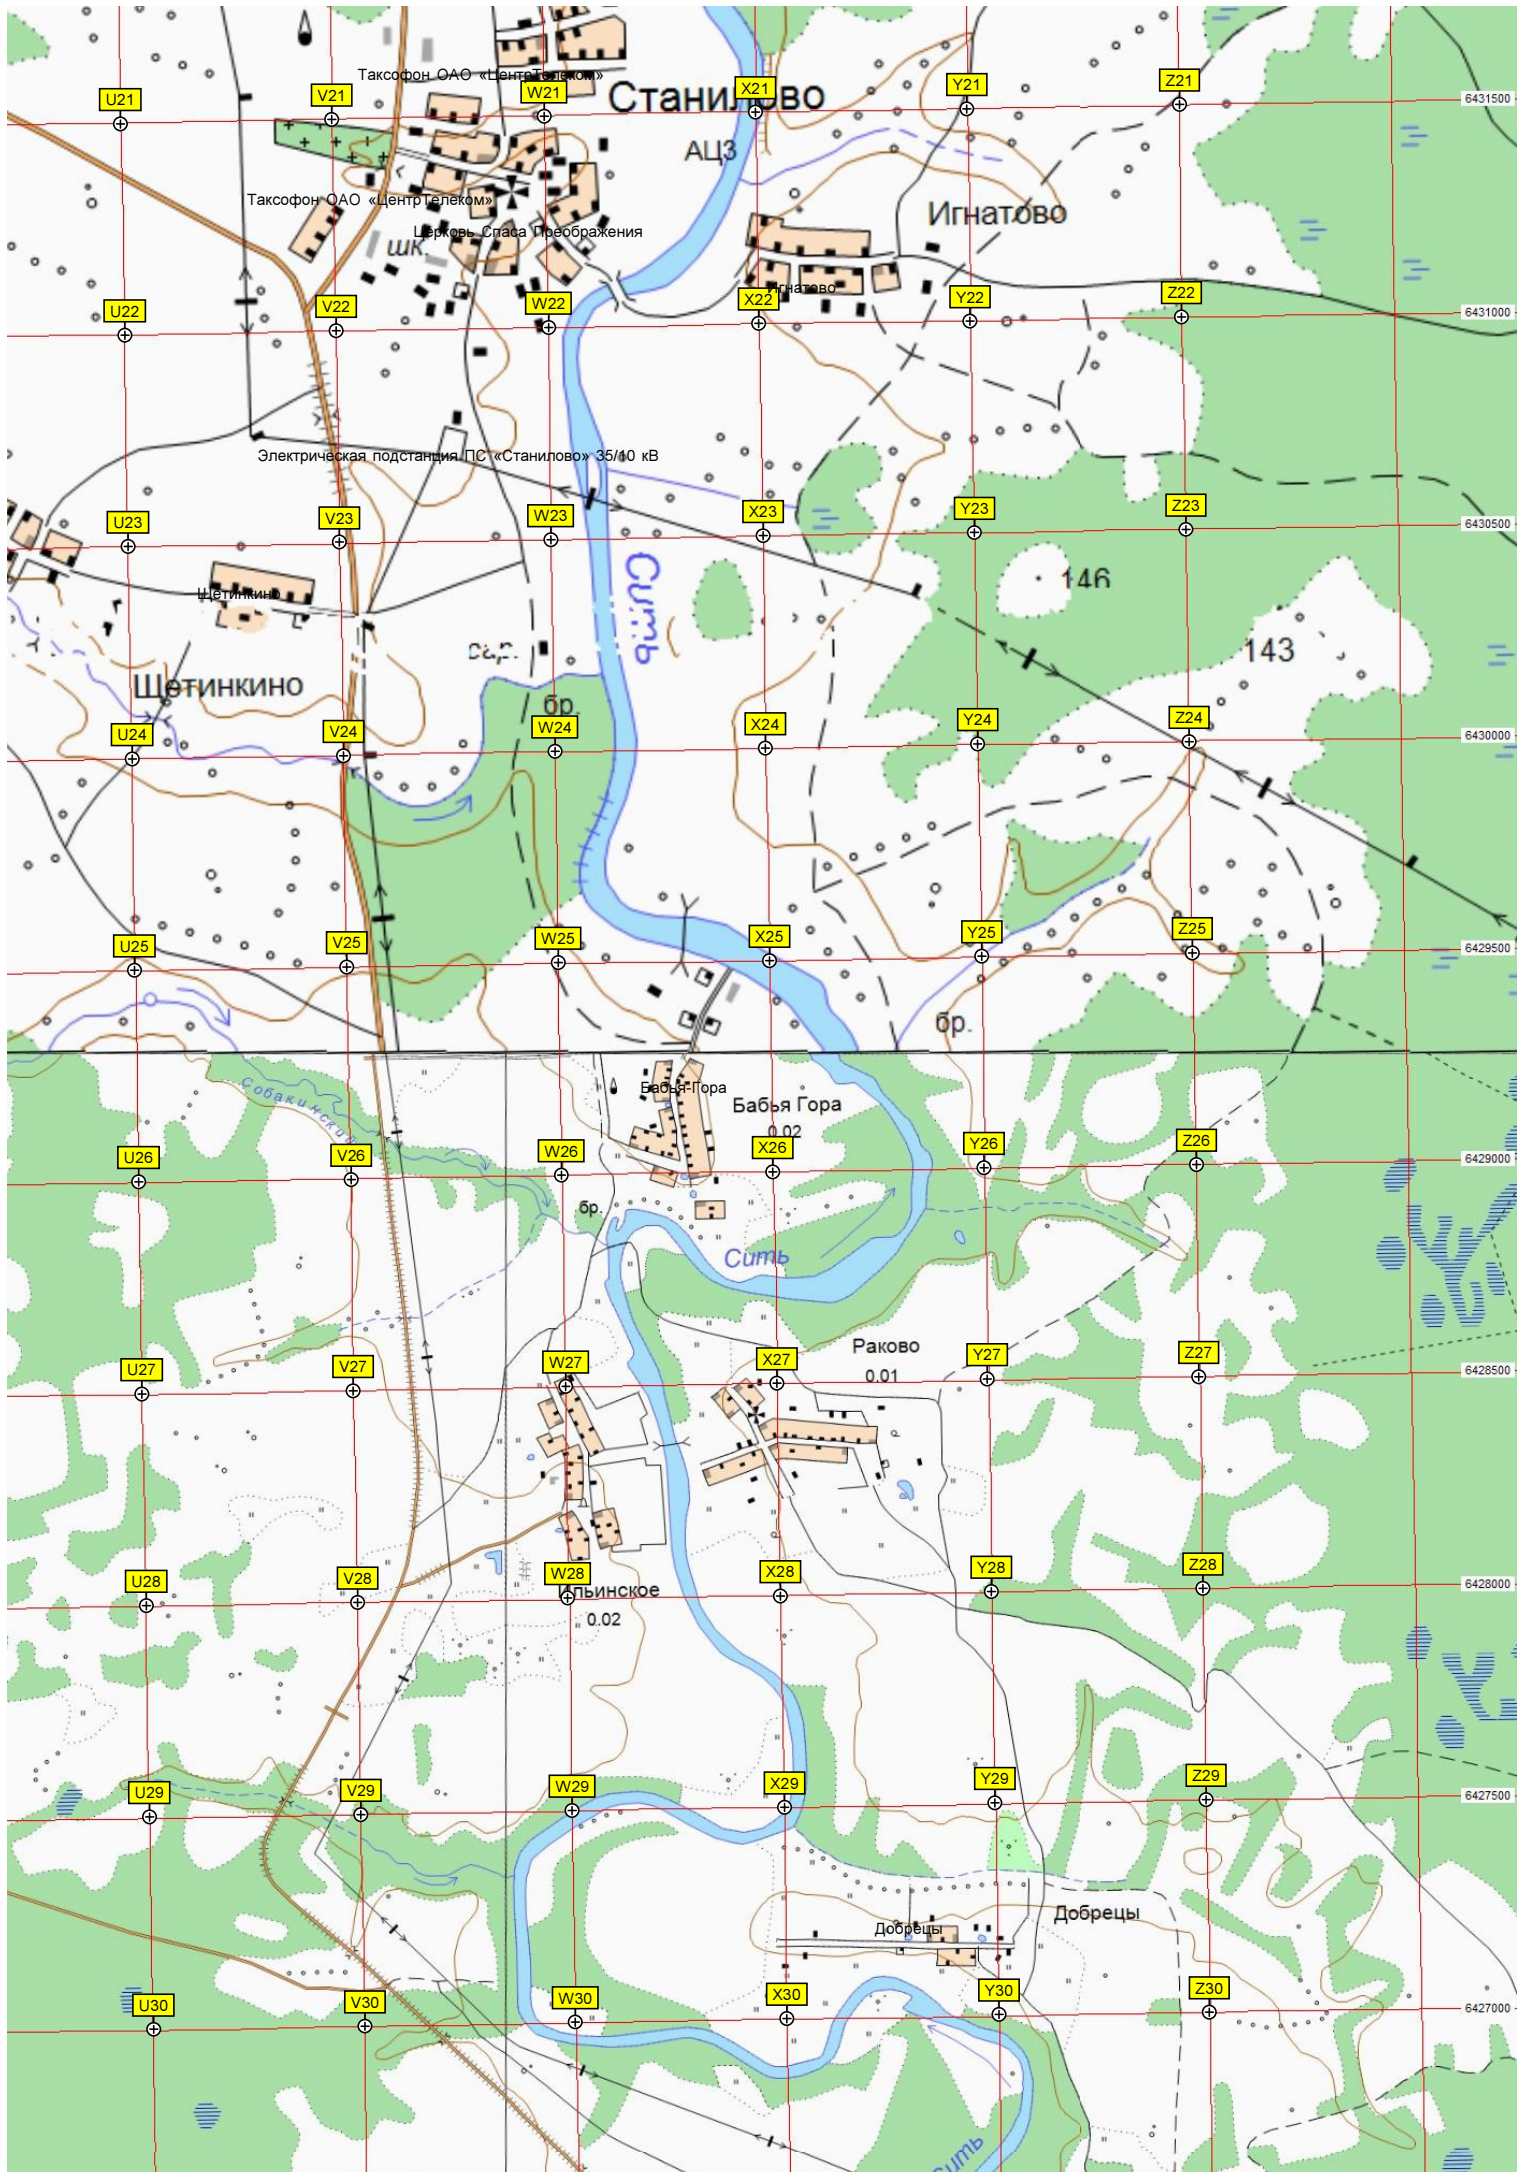 Таксофон ОАО «ЦентрТелеком»
U21
V21
W21
Станилово
X21
Y21
Z21
6431500
АЦЗ
Таксофон ОАО «ЦентрТелеком»
Игнатово
шк.
Церковь Спаса Преображения
Игнатово
U22
V22
W22
X22
Y22
Z22
6431000
Электрическая подстанция ПС «Станилово» 35/10 кВ
U23
V23
W23
X23
Y23
Z23
6430500
Сить
146
Щетинкино
сар.
143
Щетинкино
бр.
U24
V24
W24
X24
Y24
Z24
6430000
U25
V25
W25
X25
Y25
Z25
6429500
бр.
Собакинский
Бабья-Гора
Бабья Гора
0.02
U26
V26
W26
X26
Y26
Z26
6429000
бр.
Сить
Раково
0.01
U27
V27
W27
X27
Y27
Z27
6428500
U28
V28
W28
X28
Y28
Z28
6428000
Ильинское
0.02
U29
V29
W29
X29
Y29
Z29
6427500
Добрецы
Добрецы
U30
V30
W30
X30
Y30
Z30
6427000
Сить